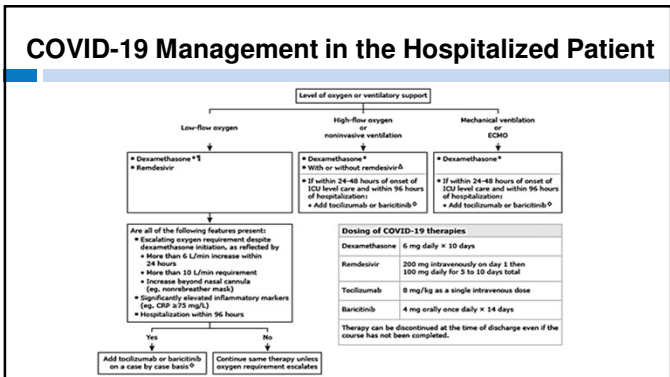 COVID-19 Management in the Hospitalized Patient
Level of oxygen or ventilatory support
Low-flow oxygen
High-flow oxygen
or
noninvasive ventilation
Mechanical ventilation
or
ECMO
▪ Dexamethasone*¶
▪ Remdesivir
▪ Dexamethasone*
▪ With or without remdesivirΔ
▪ If within 24-48 hours of onset of
ICU level care and within 96 hours
of hospitalization:
• Add tocilizumab or baricitinib◊
▪ Dexamethasone*
▪ If within 24-48 hours of onset of
ICU level care and within 96 hours
of hospitalization:
• Add tocilizumab or baricitinib◊
Are all of the following features present:
▪ Escalating oxygen requirement despite
dexamethasone initiation, as reflected by
• More than 6 L/min increase within
24 hours
• More than 10 L/min requirement
• Increase beyond nasal cannula
(eg, nonrebreather mask)
▪ Significantly elevated inflammatory markers
(eg, CRP ≥75 mg/L)
▪ Hospitalization within 96 hours
Yes
No
Add tocilizumab or baricitinib
on a case by case basis◊
Continue same therapy unless
oxygen requirement escalates
Dosing of COVID-19 therapies
Dexamethasone 6 mg daily × 10 days
Remdesivir 200 mg intravenously on day 1 then
100 mg daily for 5 to 10 days total
Tocilizumab 8 mg/kg as a single intravenous dose
Baricitinib 4 mg orally once daily × 14 days
Therapy can be discontinued at the time of discharge even if the
course has not been completed.